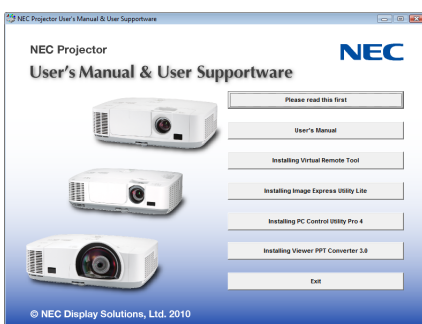 NEC Projector User's Manual & User Supportware
NEC Projector
NEC
User's Manual & User Supportware
Please read this first
User's Manual
Installing Virtual Remote Tool
Installing Image Express Utility Lite
Installing PC Control Utility Pro 4
Installing Viewer PPT Converter 3.0
Exit
© NEC Display Solutions, Ltd. 2010